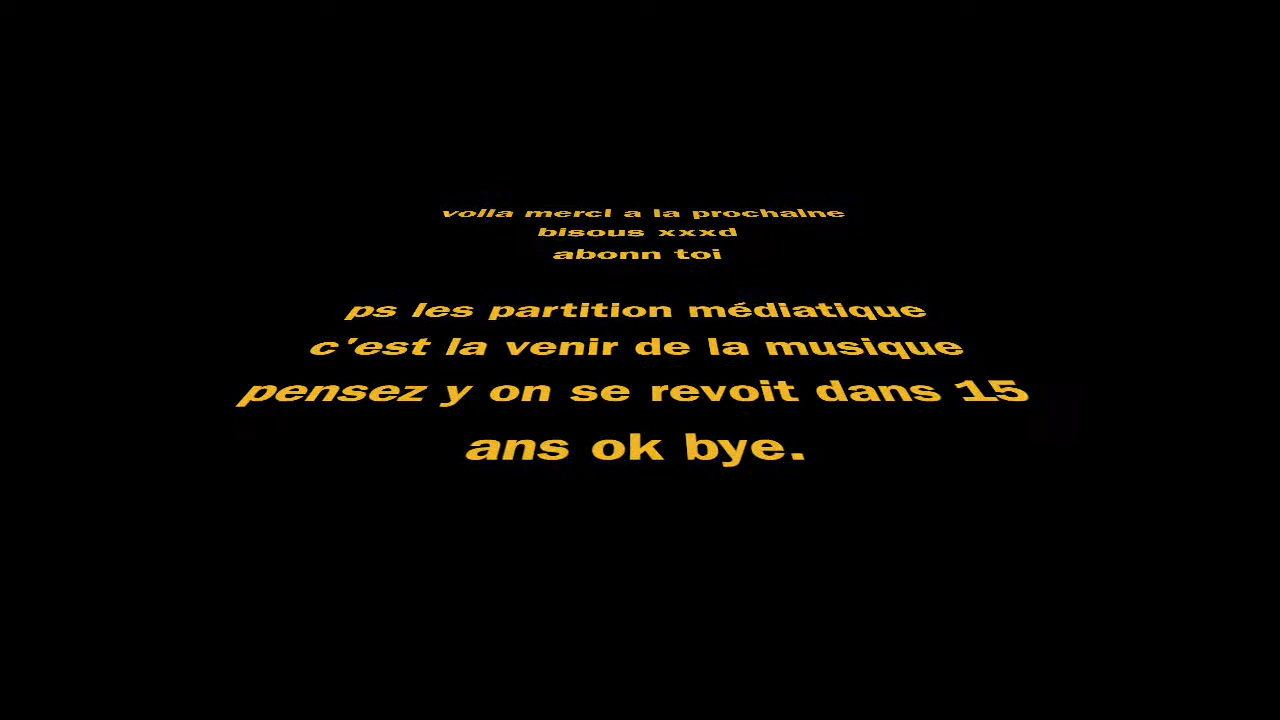 voila merci a la prochaine
bisous xxxd
abonn toi
ps les partition médiatique
c'est la venir de la musique
pensez y on se revoit dans 15
ans ok bye.